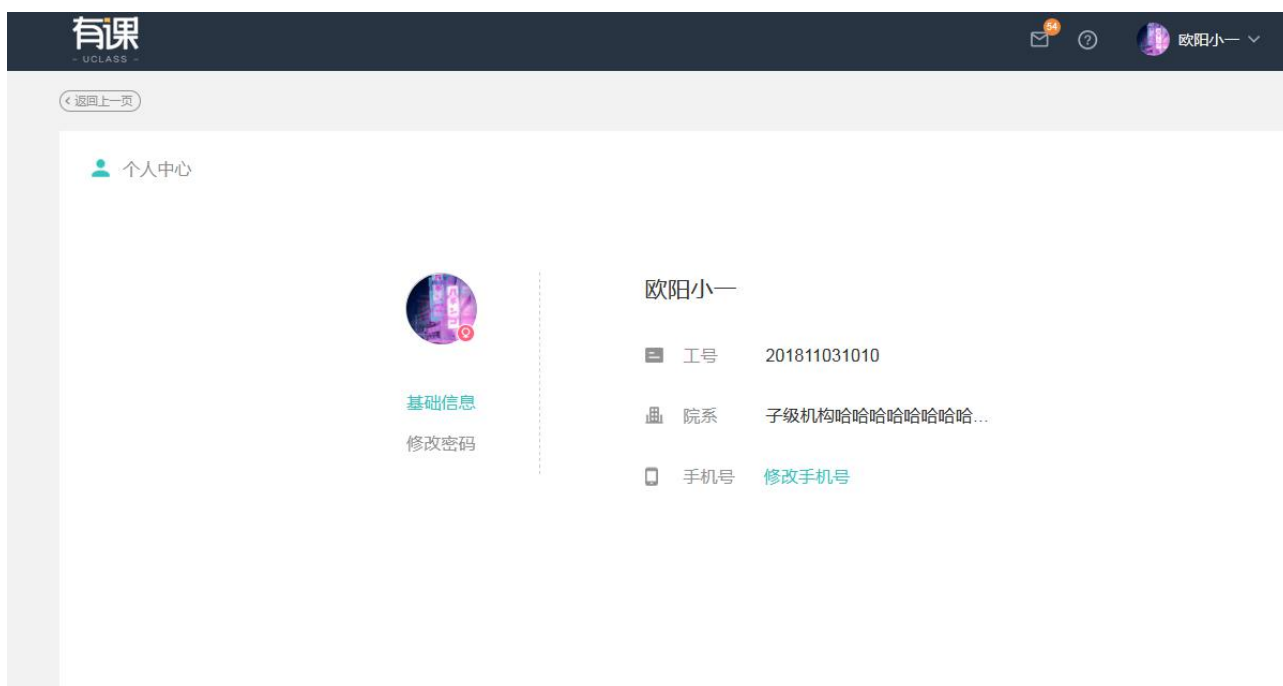 有课
- UCLASS -
54
欧阳小一
返回上一页
个人中心
欧阳小一
工号 201811031010
基础信息
院系 子级机构哈哈哈哈哈哈哈哈...
修改密码
手机号 修改手机号